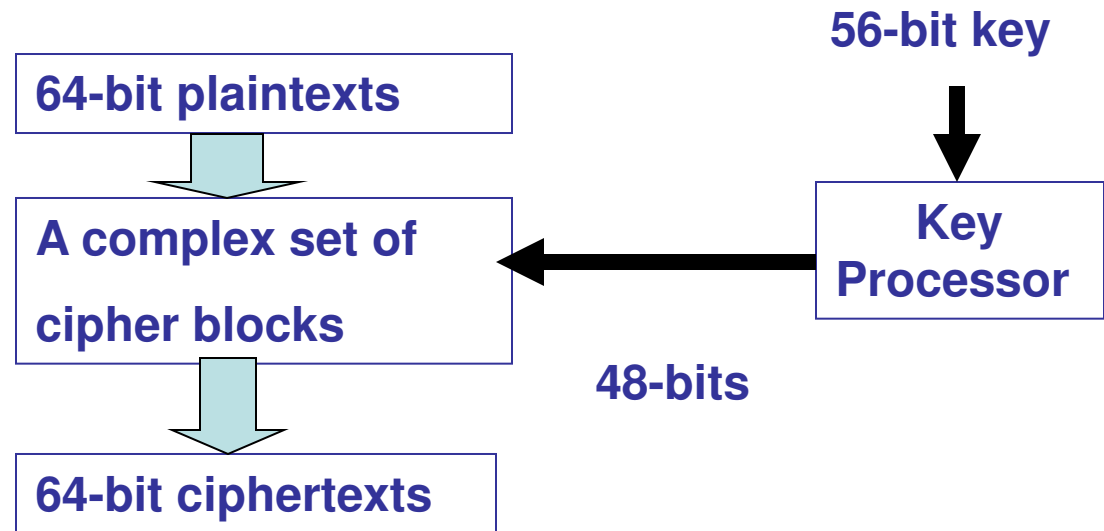 56-bit key
64-bit plaintexts
A complex set of
cipher blocks
Key
Processor
48-bits
64-bit ciphertexts